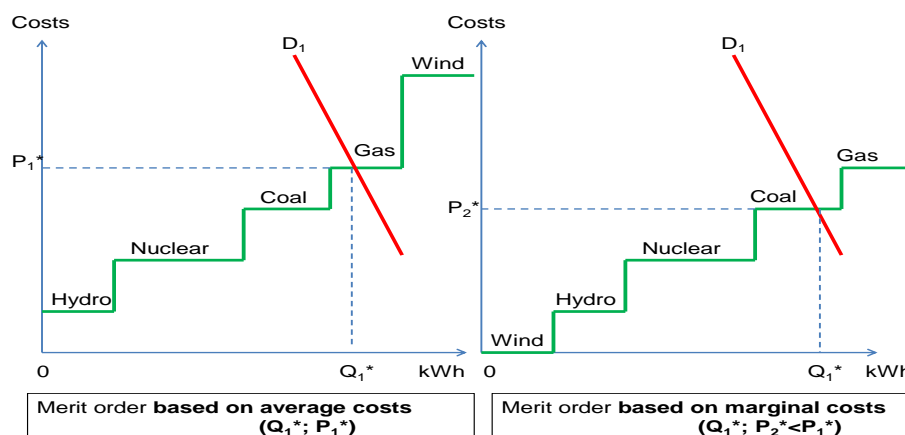 Costs
D₁
Wind
Gas
P₁*
Coal
Nuclear
Hydro
0
Q₁*
kWh
Merit order based on average costs
(Q₁*; P₁*)
Costs
D₁
Gas
Coal
P₂*
Nuclear
Hydro
Wind
0
Q₁*
kWh
Merit order based on marginal costs
(Q₁*; P₂*<P₁*)